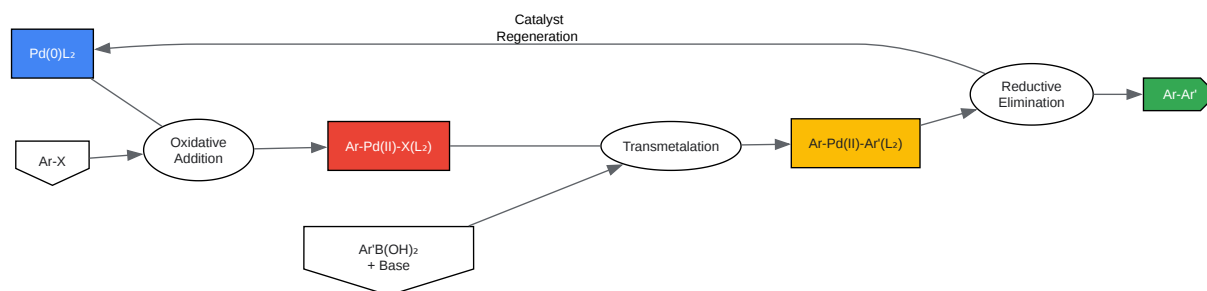 Catalyst
Regeneration
Pd(0)L₂
Reductive
Elimination
Ar-Ar'
Oxidative
Addition
Ar-Pd(II)-X(L₂)
Transmetalation
Ar-Pd(II)-Ar'(L₂)
Ar-X
Ar'B(OH)₂
+ Base